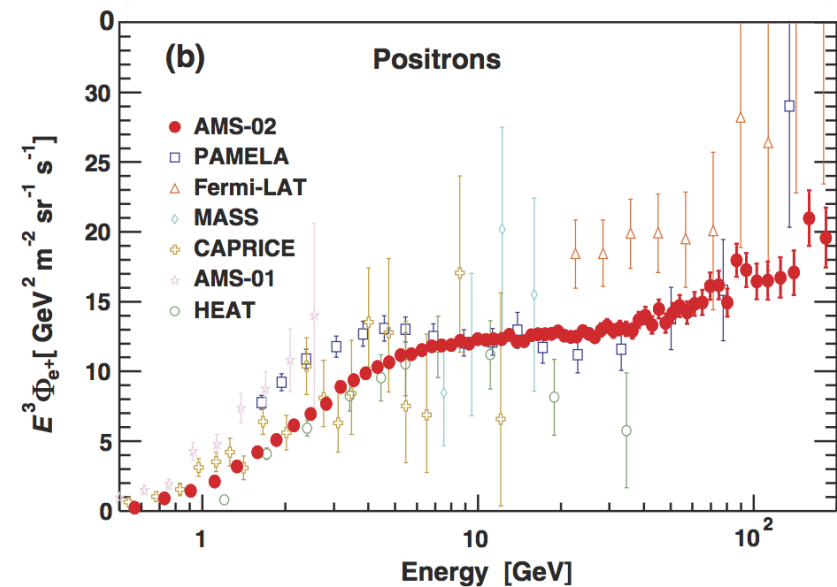 (b) Positrons
AMS-02
PAMELA
Fermi-LAT
MASS
CAPRICE
AMS-01
HEAT
E³Φe+[ GeV² m⁻² sr⁻¹ s⁻¹]
0
30
25
20
15
10
5
0
1 10 10²
Energy [GeV]